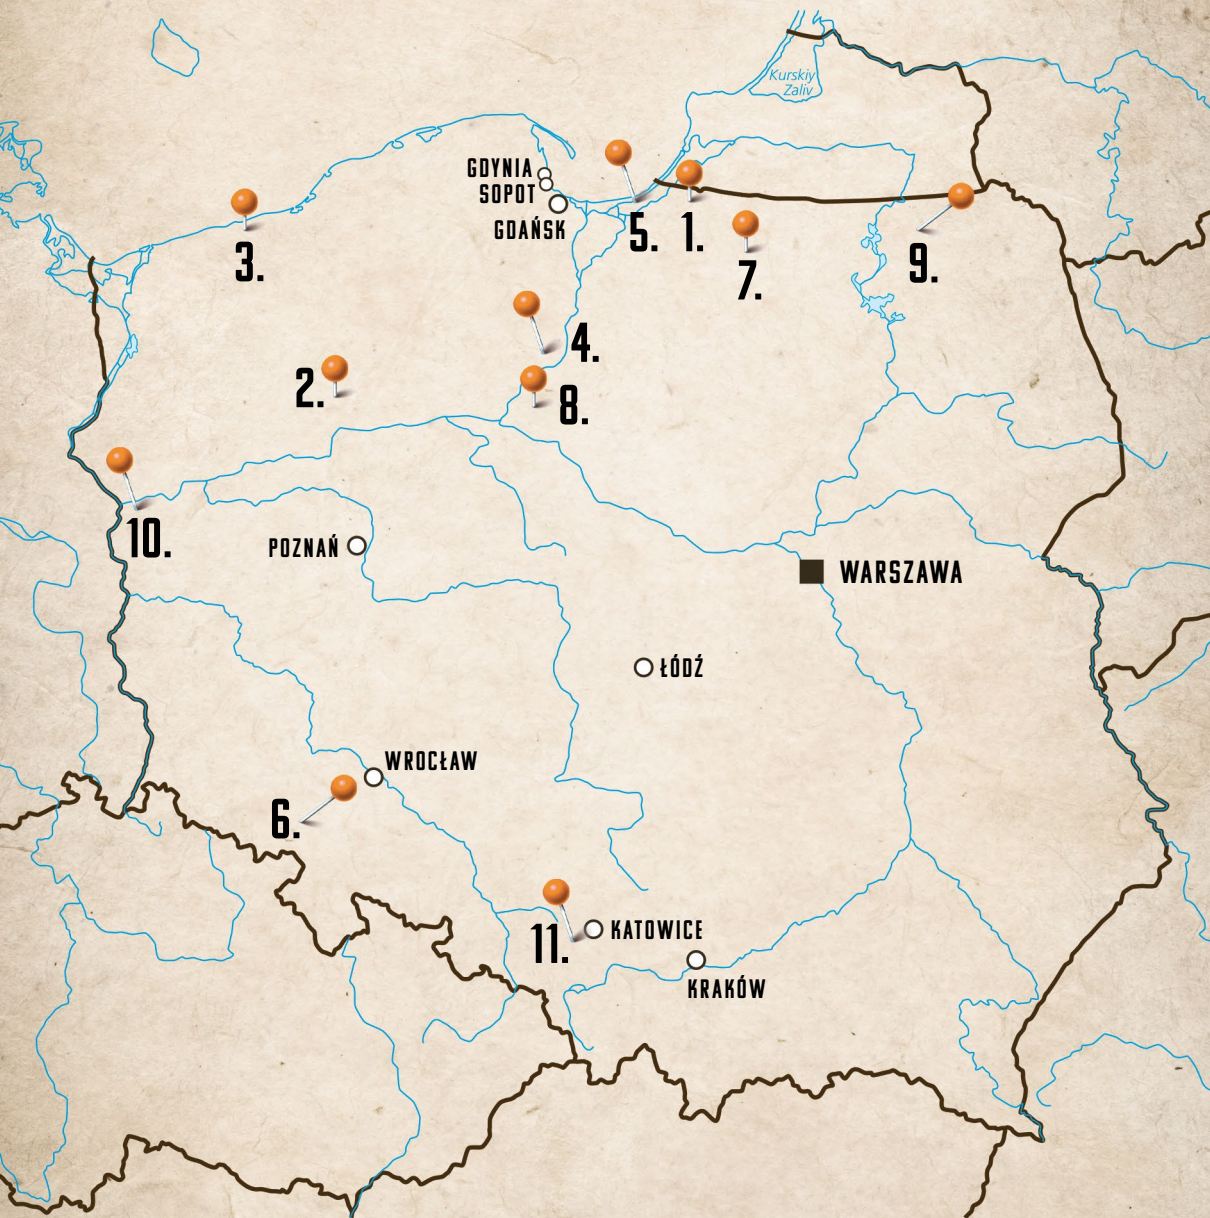 Kurskiy
Zaliv
GDYNIA
SOPOT
GDAŃSK
5.
1.
3.
9.
7.
4.
2.
8.
10.
POZNAŃ
WARSZAWA
ŁÓDŹ
WROCŁAW
6.
11.
KATOWICE
KRAKÓW